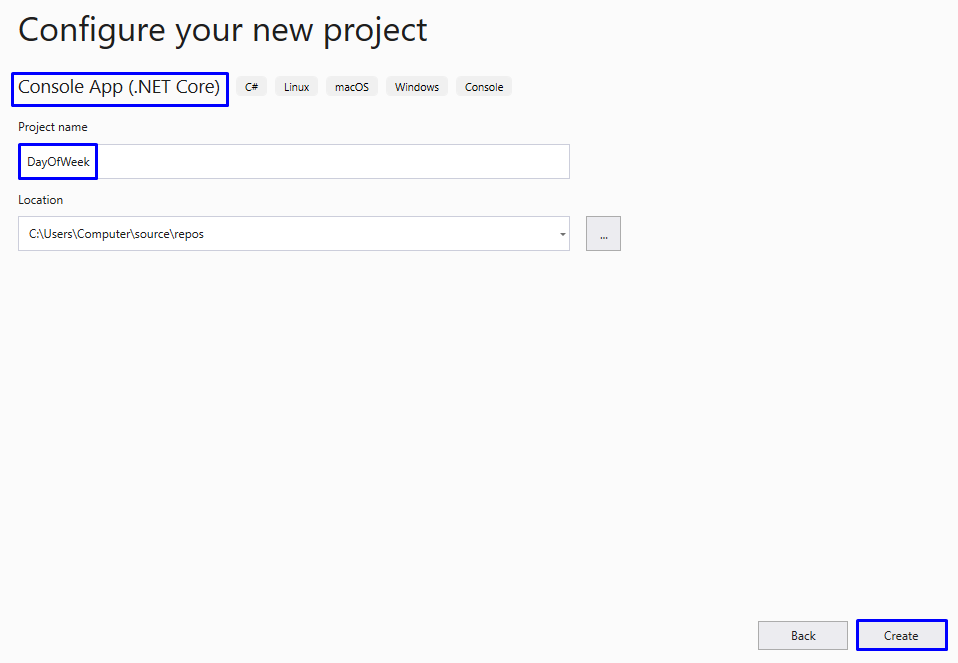 Configure your new project
Console App (.NET Core) C# Linux macOS Windows Console
Project name
DayOfWeek
Location
C:\Users\Computer\source\repos ...
Back Create